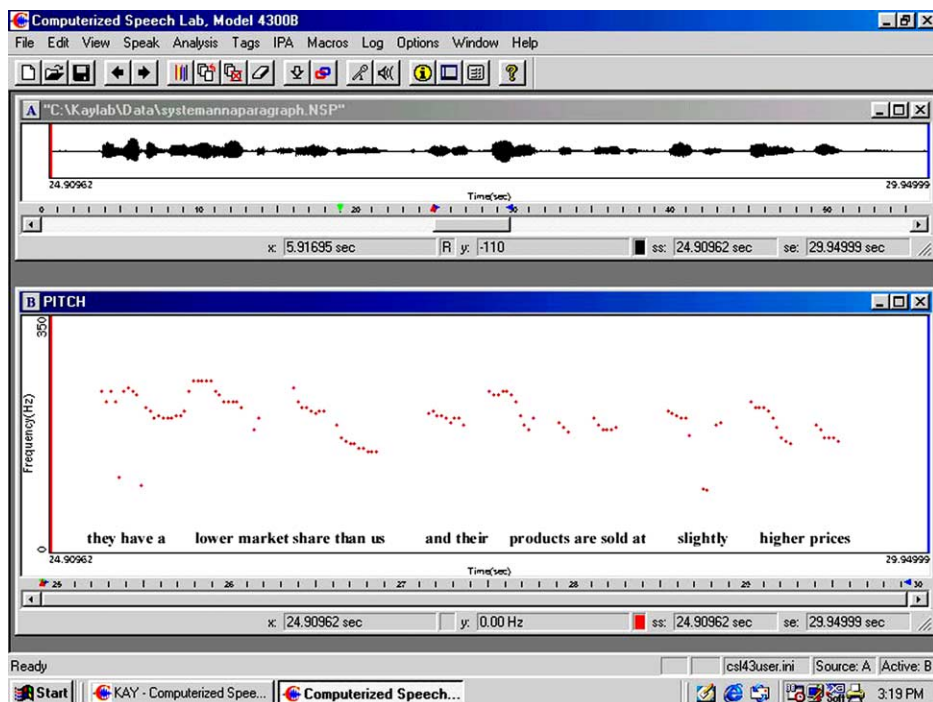 Computerized Speech Lab, Model 4300B
File Edit View Speak Analysis Tags IPA Macros Log Options Window Help
A "C:\Kaylab\Data\systemannaparagraph.NSP"
24.90962 29.94999
Time(sec)
0 10 20 30 40 50
x: 5.91695 sec R y: -110 ss: 24.90962 sec se: 29.94999 sec
B PITCH
350
Frequency(Hz)
0
they have a lower market share than us and their products are sold at slightly higher prices
24.90962 29.94999
Time(sec)
25 26 27 28 29 30
x: 24.90962 sec y: 0.00 Hz ss: 24.90962 sec se: 29.94999 sec
Ready csl43user.ini Source: A Active: B
Start KAY - Computerized Spee... Computerized Speech... 3:19 PM